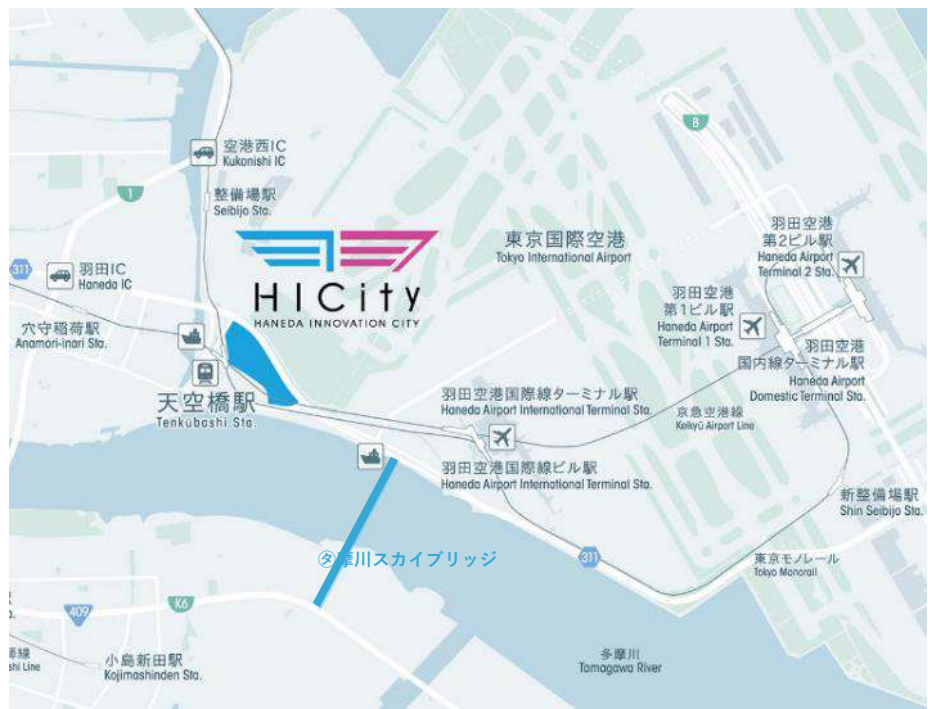 空港西IC
Kukonishi IC
整備場駅
Seibijo Sta.
1
311
羽田IC
Haneda IC
HICity
HANEDA INNOVATION CITY
穴守稲荷駅
Anamori-inari Sta.
天空橋駅
Tenkūbashi Sta.
東京国際空港
Tokyo International Airport
B
羽田空港
第2ビル駅
Haneda Airport
Terminal 2 Sta.
羽田空港
第1ビル駅
Haneda Airport
Terminal 1 Sta.
羽田空港
国内線ターミナル駅
Haneda Airport
Domestic Terminal Sta.
羽田空港国際線ターミナル駅
Haneda Airport International Terminal Sta.
京急空港線
Keikyū Airport Line
羽田空港国際線ビル駅
Haneda Airport International Terminal Sta.
新整備場駅
Shin Seibijo Sta.
311
東京モノレール
Tokyo Monorail
㋟摩川スカイブリッジ
K6
409
a.
師線
shi Line
小島新田駅
Kojimashinden Sta.
多摩川
Tamagawa River